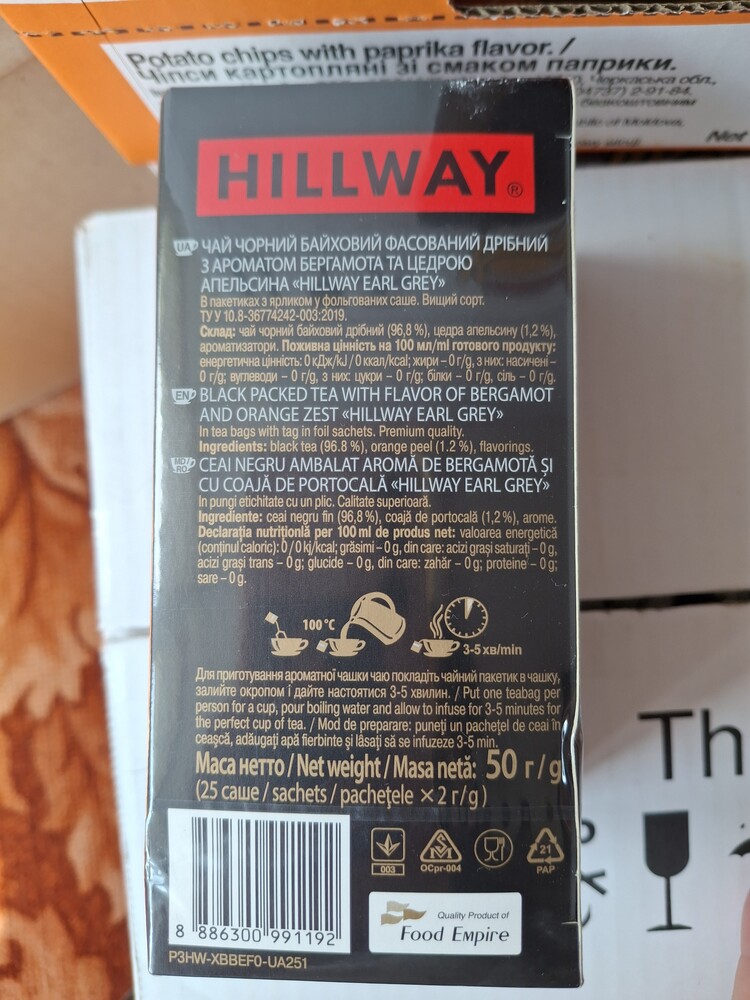 Potato chips with paprika flavor. /
Чіпси картопляні зі смаком паприки.
Черкаська обл.,
2-91-84,
Net
HILLWAY®
UA
ЧАЙ ЧОРНИЙ БАЙХОВИЙ ФАСОВАНИЙ ДРІБНИЙ
З АРОМАТОМ БЕРГАМОТА ТА ЦЕДРОЮ
АПЕЛЬСИНА «HILLWAY EARL GREY»
В пакетиках з ярликом у фольгованих саше. Вищий сорт.
ТУ У 10.8-36774242-003:2019.
Склад: чай чорний байховий дрібний (96,8 %), цедра апельсину (1,2 %),
ароматизатори. Поживна цінність на 100 мл/ml готового продукту:
енергетична цінність: 0 кДж/kJ / 0 ккал/kcal; жири – 0 г/g, з них: насичені –
0 г/g; вуглеводи – 0 г/g, з них: цукри – 0 г/g; білки – 0 г/g, сіль – 0 г/g.
EN
BLACK PACKED TEA WITH FLAVOR OF BERGAMOT
AND ORANGE ZEST «HILLWAY EARL GREY»
In tea bags with tag in foil sachets. Premium quality.
Ingredients: black tea (96.8 %), orange peel (1.2 %), flavorings.
MD/
RO
CEAI NEGRU AMBALAT AROMĂ DE BERGAMOTĂ ȘI
CU COAJĂ DE PORTOCALĂ «HILLWAY EARL GREY»
In pungi etichitate cu un plic. Calitate superioară.
Ingrediente: ceai negru fin (96,8 %), coajă de portocală (1,2 %), arome.
Declarația nutriționlă per 100 ml de produs net: valoarea energetică
(conținul caloric): 0 / 0 kj/kcal; grăsimi – 0 g, din care: acizi grași saturați – 0 g,
acizi grași trans – 0 g; glucide – 0 g, din care: zahăr – 0 g; proteine – 0 g;
sare – 0 g.
100°C
3-5 хв/min
Для приготування ароматної чашки чаю покладіть чайний пакетик в чашку,
залийте окропом і дайте настоятися 3-5 хвилин. / Put one teabag per
person for a cup, pour boiling water and allow to infuse for 3-5 minutes for
the perfect cup of tea. / Mod de preparare: puneți un pachețel de ceai în
ceașcă, adăugați apă fierbinte și lăsați să se infuzeze 3-5 min.
Маса нетто / Net weight / Masa netă: 50 г/g
(25 саше / sachets / pachețele × 2 г/g)
003
ОСpr-004
21
PAP
8 886300 991192
Quality Product of
Food Empire
P3HW-XBBEF0-UA251
Th